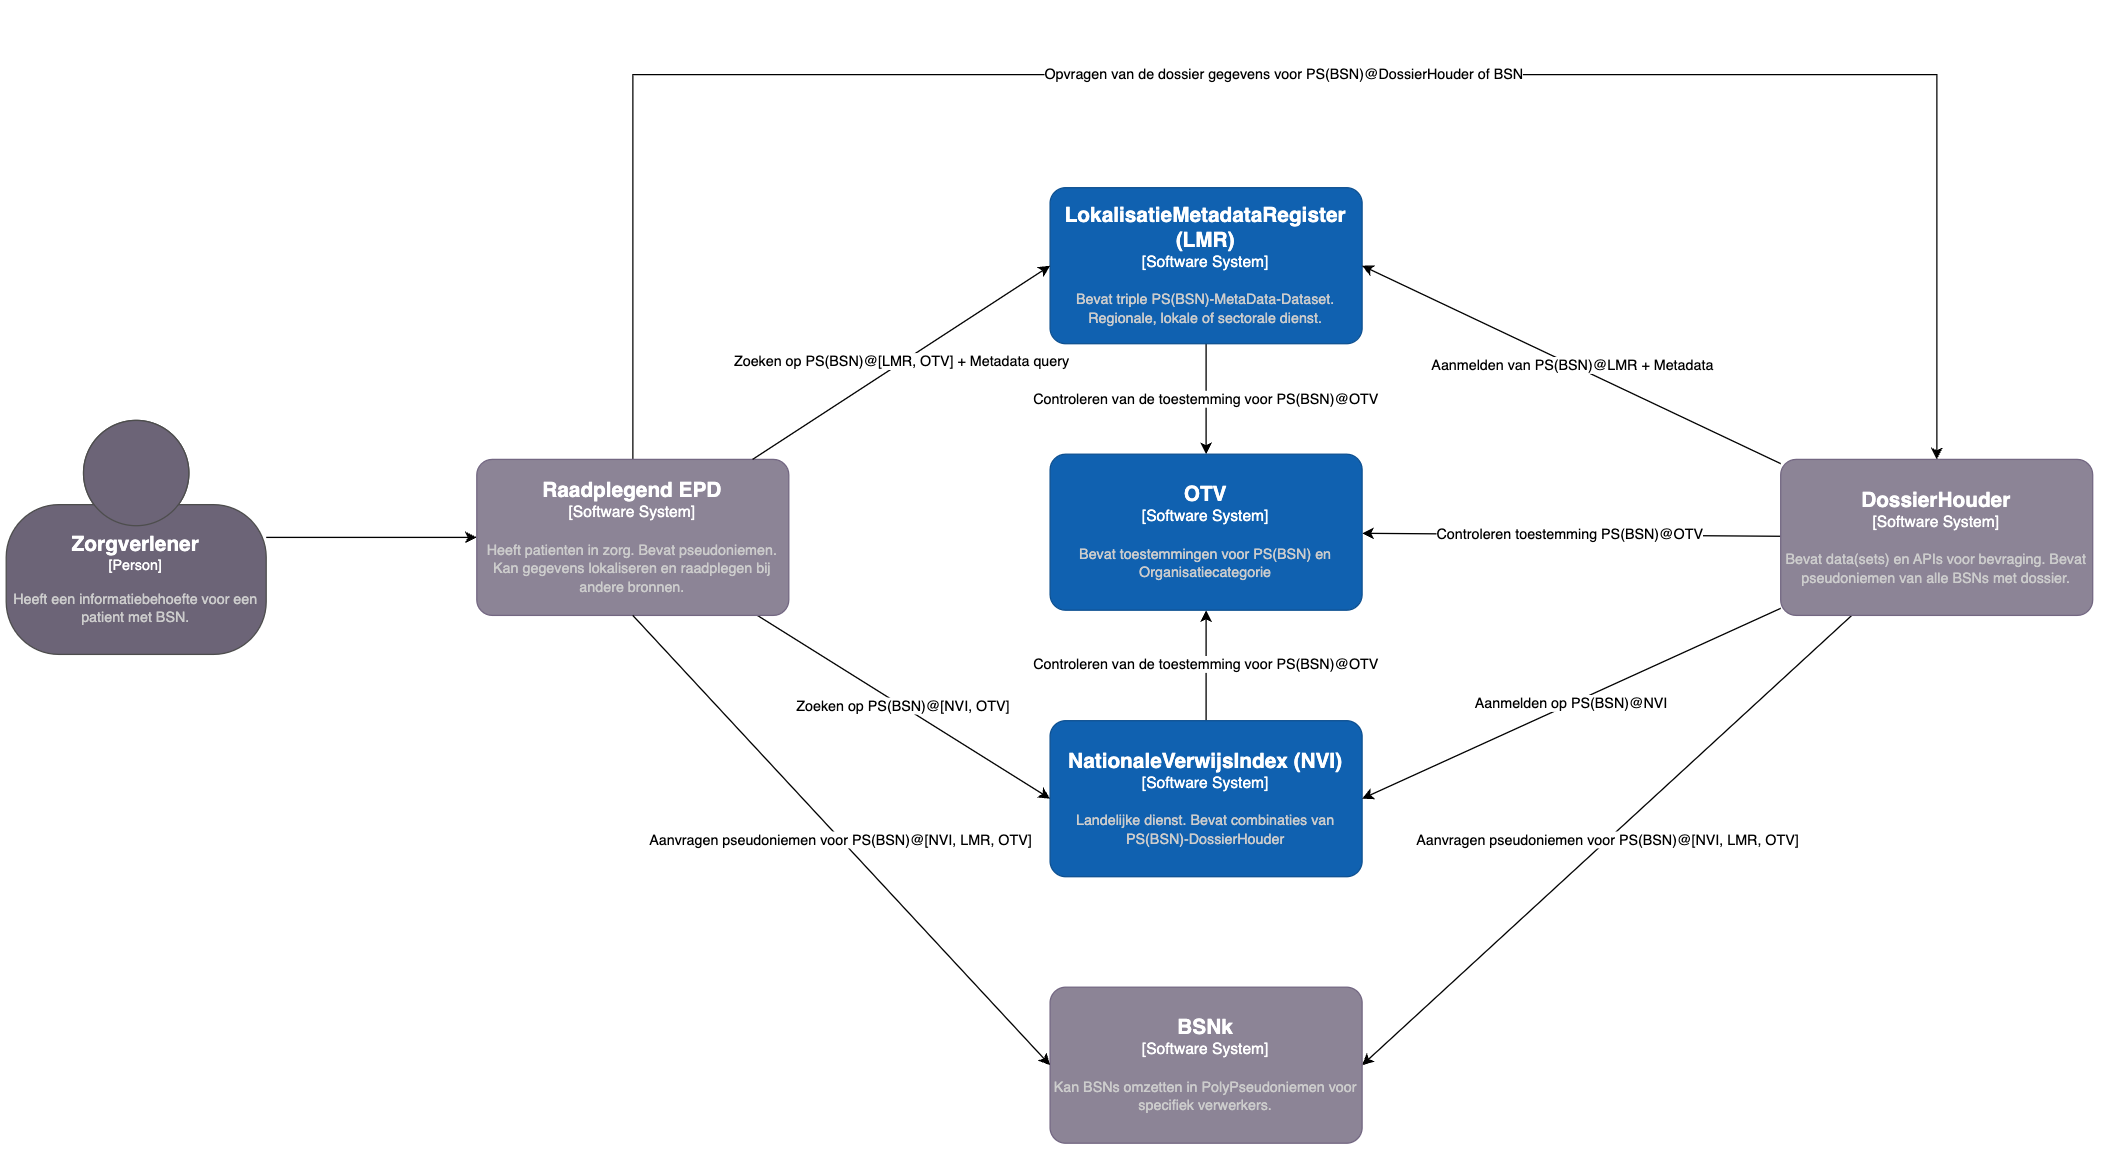 Opvragen van de dossier gegevens voor PS(BSN)@DossierHouder of BSN
LokalisatieMetadataRegister
(LMR)
[Software System]
Bevat triple PS(BSN)-MetaData-Dataset.
Regionale, lokale of sectorale dienst.
Zoeken op PS(BSN)@[LMR, OTV] + Metadata query
Aanmelden van PS(BSN)@LMR + Metadata
Controleren van de toestemming voor PS(BSN)@OTV
Zorgverlener
[Person]
Heeft een informatiebehoefte voor een
patient met BSN.
Raadplegend EPD
[Software System]
Heeft patienten in zorg. Bevat pseudoniemen.
Kan gegevens lokaliseren en raadplegen bij
andere bronnen.
OTV
[Software System]
Bevat toestemmingen voor PS(BSN) en
Organisatiecategorie
Controleren toestemming PS(BSN)@OTV
DossierHouder
[Software System]
Bevat data(sets) en APIs voor bevraging. Bevat
pseudoniemen van alle BSNs met dossier.
Controleren van de toestemming voor PS(BSN)@OTV
Zoeken op PS(BSN)@[NVI, OTV]
Aanmelden op PS(BSN)@NVI
NationaleVerwijsIndex (NVI)
[Software System]
Landelijke dienst. Bevat combinaties van
PS(BSN)-DossierHouder
Aanvragen pseudoniemen voor PS(BSN)@[NVI, LMR, OTV]
Aanvragen pseudoniemen voor PS(BSN)@[NVI, LMR, OTV]
BSNk
[Software System]
Kan BSNs omzetten in PolyPseudoniemen voor
specifiek verwerkers.